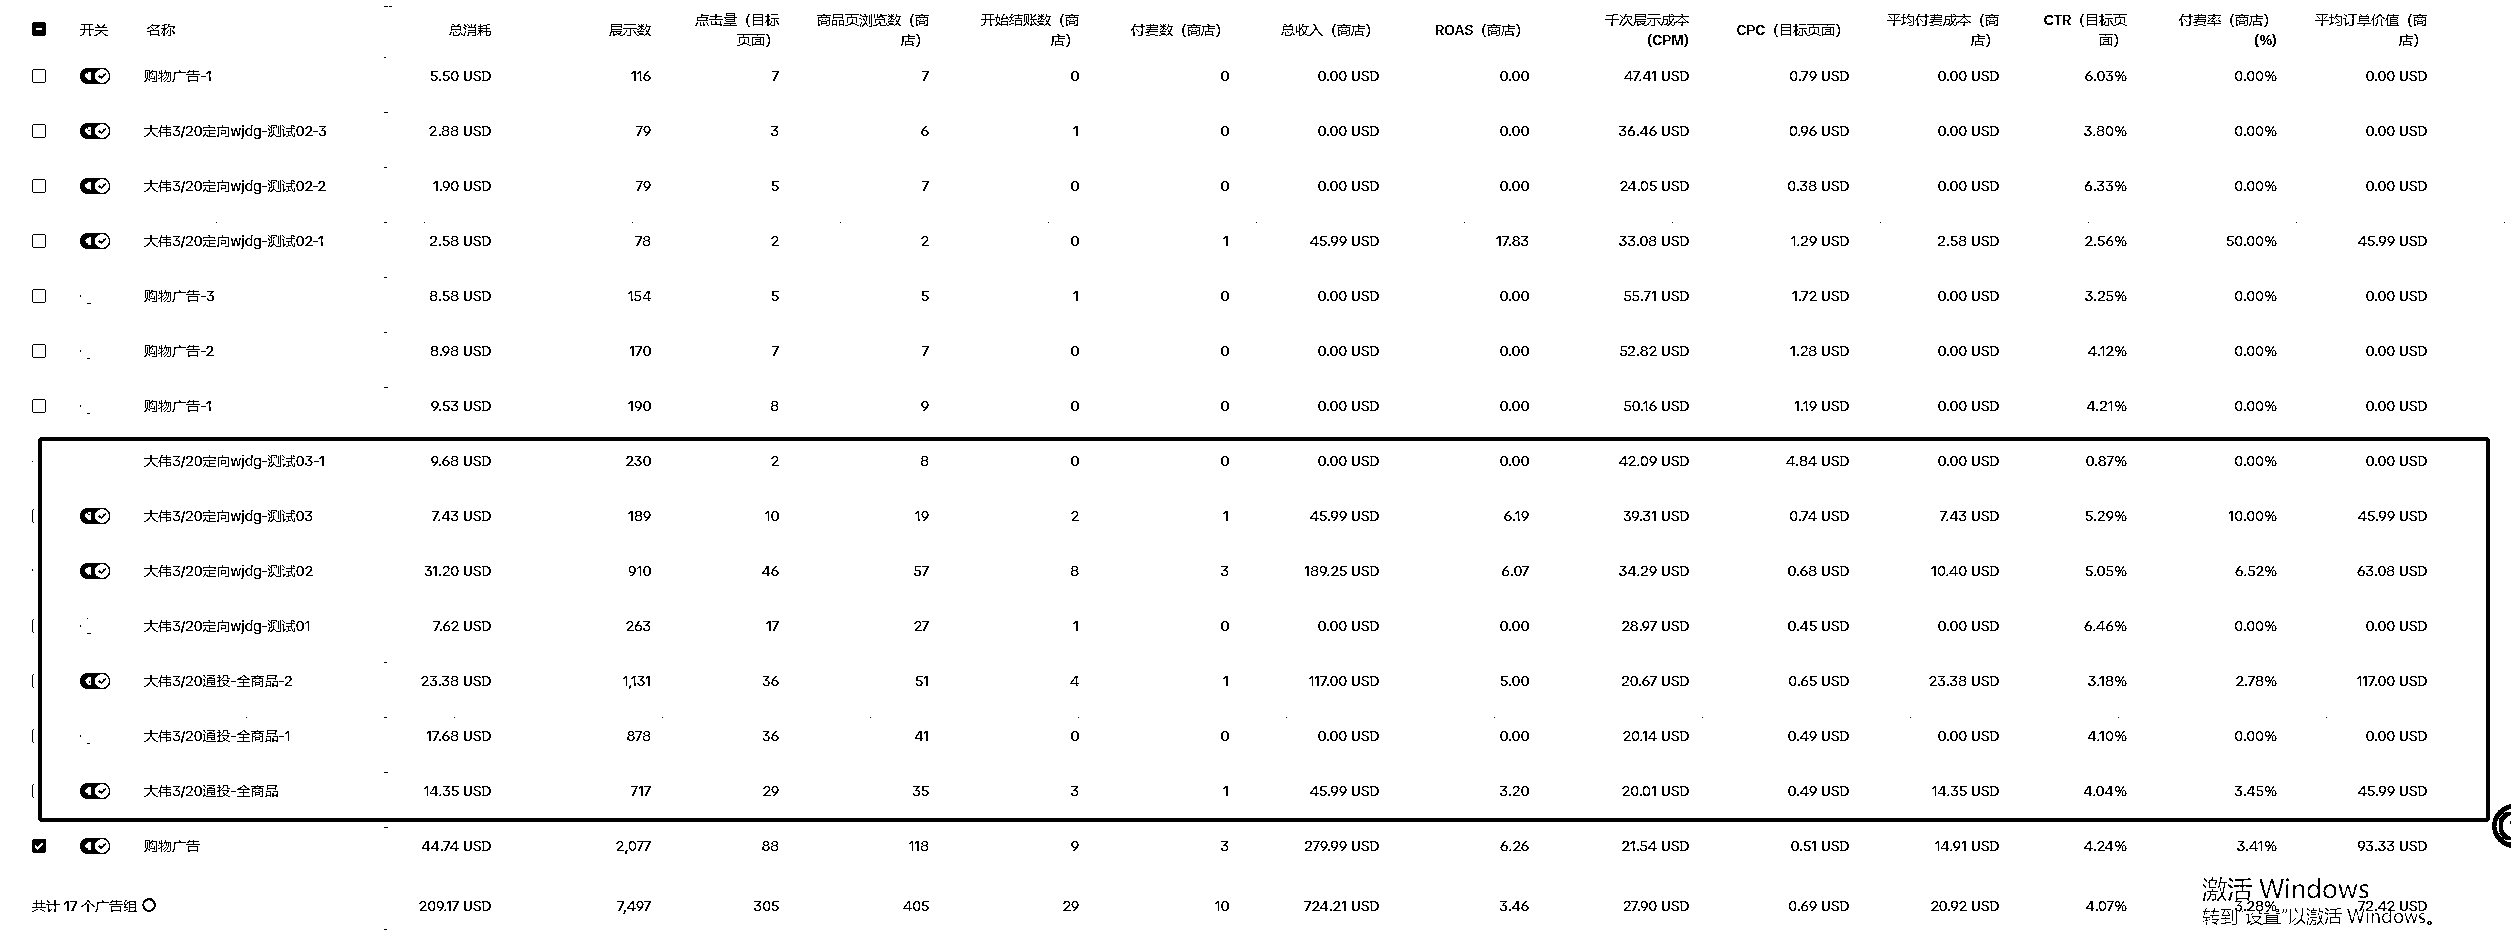 开关 名称 总消耗 展示数 点击量（目标页面） 商品页浏览数（商店） 开始结账数（商店） 付费数（商店） 总收入（商店） ROAS（商店） 千次展示成本(CPM) CPC（目标页面） 平均付费成本（商店） CTR（目标页面） 付费率（商店）(%) 平均订单价值（商店）
购物广告-1 5.50 USD 116 7 7 0 0 0.00 USD 0.00 47.41 USD 0.79 USD 0.00 USD 6.03% 0.00% 0.00 USD
大伟3/20定向wjdg-测试02-3 2.88 USD 79 3 6 1 0 0.00 USD 0.00 36.46 USD 0.96 USD 0.00 USD 3.80% 0.00% 0.00 USD
大伟3/20定向wjdg-测试02-2 1.90 USD 79 5 7 0 0 0.00 USD 0.00 24.05 USD 0.38 USD 0.00 USD 6.33% 0.00% 0.00 USD
大伟3/20定向wjdg-测试02-1 2.58 USD 78 2 2 0 1 45.99 USD 17.83 33.08 USD 1.29 USD 2.58 USD 2.56% 50.00% 45.99 USD
购物广告-3 8.58 USD 154 5 5 1 0 0.00 USD 0.00 55.71 USD 1.72 USD 0.00 USD 3.25% 0.00% 0.00 USD
购物广告-2 8.98 USD 170 7 7 0 0 0.00 USD 0.00 52.82 USD 1.28 USD 0.00 USD 4.12% 0.00% 0.00 USD
购物广告-1 9.53 USD 190 8 9 0 0 0.00 USD 0.00 50.16 USD 1.19 USD 0.00 USD 4.21% 0.00% 0.00 USD
大伟3/20定向wjdg-测试03-1 9.68 USD 230 2 8 0 0 0.00 USD 0.00 42.09 USD 4.84 USD 0.00 USD 0.87% 0.00% 0.00 USD
大伟3/20定向wjdg-测试03 7.43 USD 189 10 19 2 1 45.99 USD 6.19 39.31 USD 0.74 USD 7.43 USD 5.29% 10.00% 45.99 USD
大伟3/20定向wjdg-测试02 31.20 USD 910 46 57 8 3 189.25 USD 6.07 34.29 USD 0.68 USD 10.40 USD 5.05% 6.52% 63.08 USD
大伟3/20定向wjdg-测试01 7.62 USD 263 17 27 1 0 0.00 USD 0.00 28.97 USD 0.45 USD 0.00 USD 6.46% 0.00% 0.00 USD
大伟3/20通投-全商品-2 23.38 USD 1,131 36 51 4 1 117.00 USD 5.00 20.67 USD 0.65 USD 23.38 USD 3.18% 2.78% 117.00 USD
大伟3/20通投-全商品-1 17.68 USD 878 36 41 0 0 0.00 USD 0.00 20.14 USD 0.49 USD 0.00 USD 4.10% 0.00% 0.00 USD
大伟3/20通投-全商品 14.35 USD 717 29 35 3 1 45.99 USD 3.20 20.01 USD 0.49 USD 14.35 USD 4.04% 3.45% 45.99 USD
购物广告 44.74 USD 2,077 88 118 9 3 279.99 USD 6.26 21.54 USD 0.51 USD 14.91 USD 4.24% 3.41% 93.33 USD
共计 17 个广告组 209.17 USD 7,497 305 405 29 10 724.21 USD 3.46 27.90 USD 0.69 USD 20.92 USD 4.07% 3.28% 72.42 USD
激活 Windows
转到"设置"以激活 Windows。